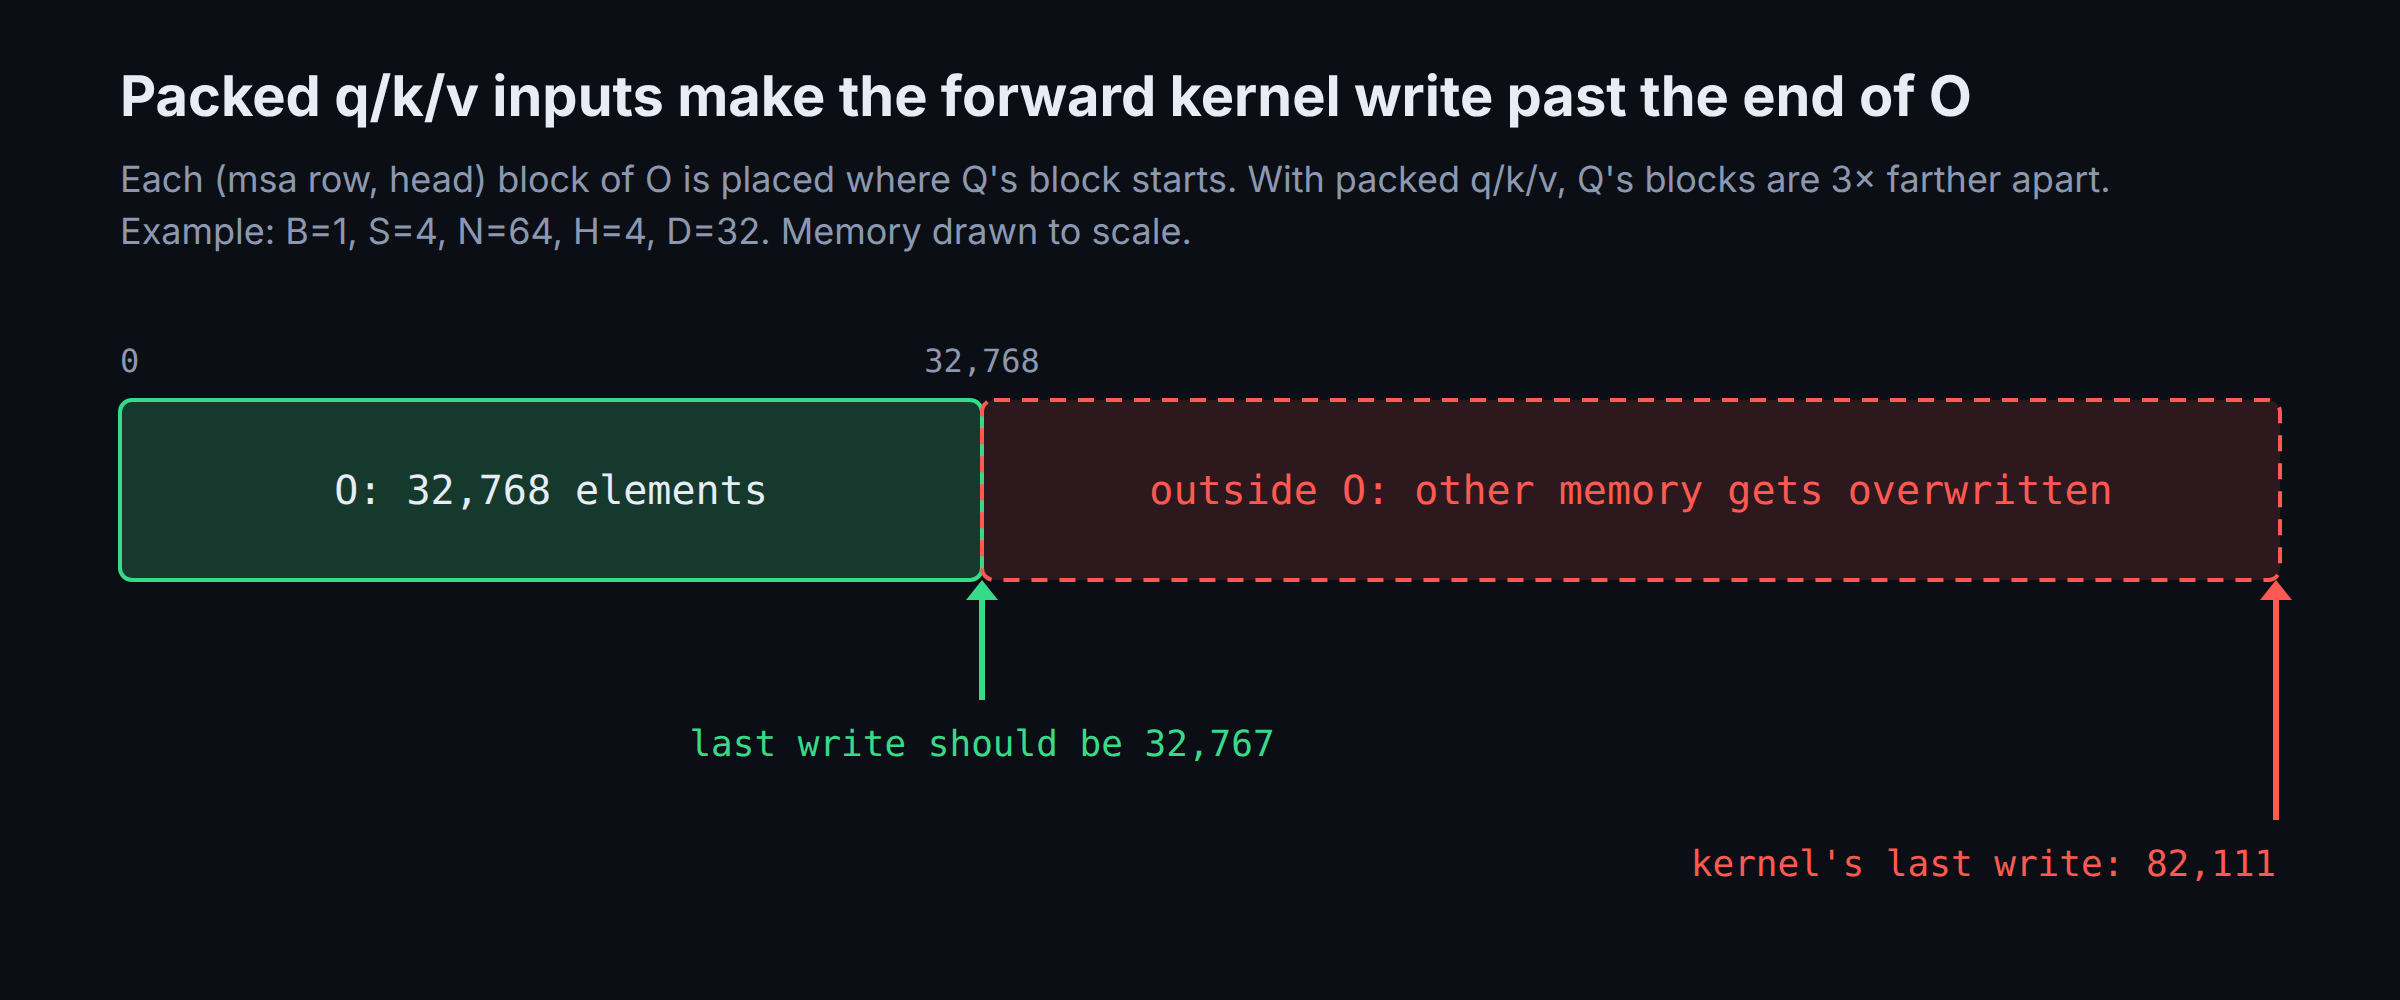 Packed q/k/v inputs make the forward kernel write past the end of O
Each (msa row, head) block of O is placed where Q's block starts. With packed q/k/v, Q's blocks are 3× farther apart.
Example: B=1, S=4, N=64, H=4, D=32. Memory drawn to scale.
0
32,768
O: 32,768 elements
outside O: other memory gets overwritten
last write should be 32,767
kernel's last write: 82,111